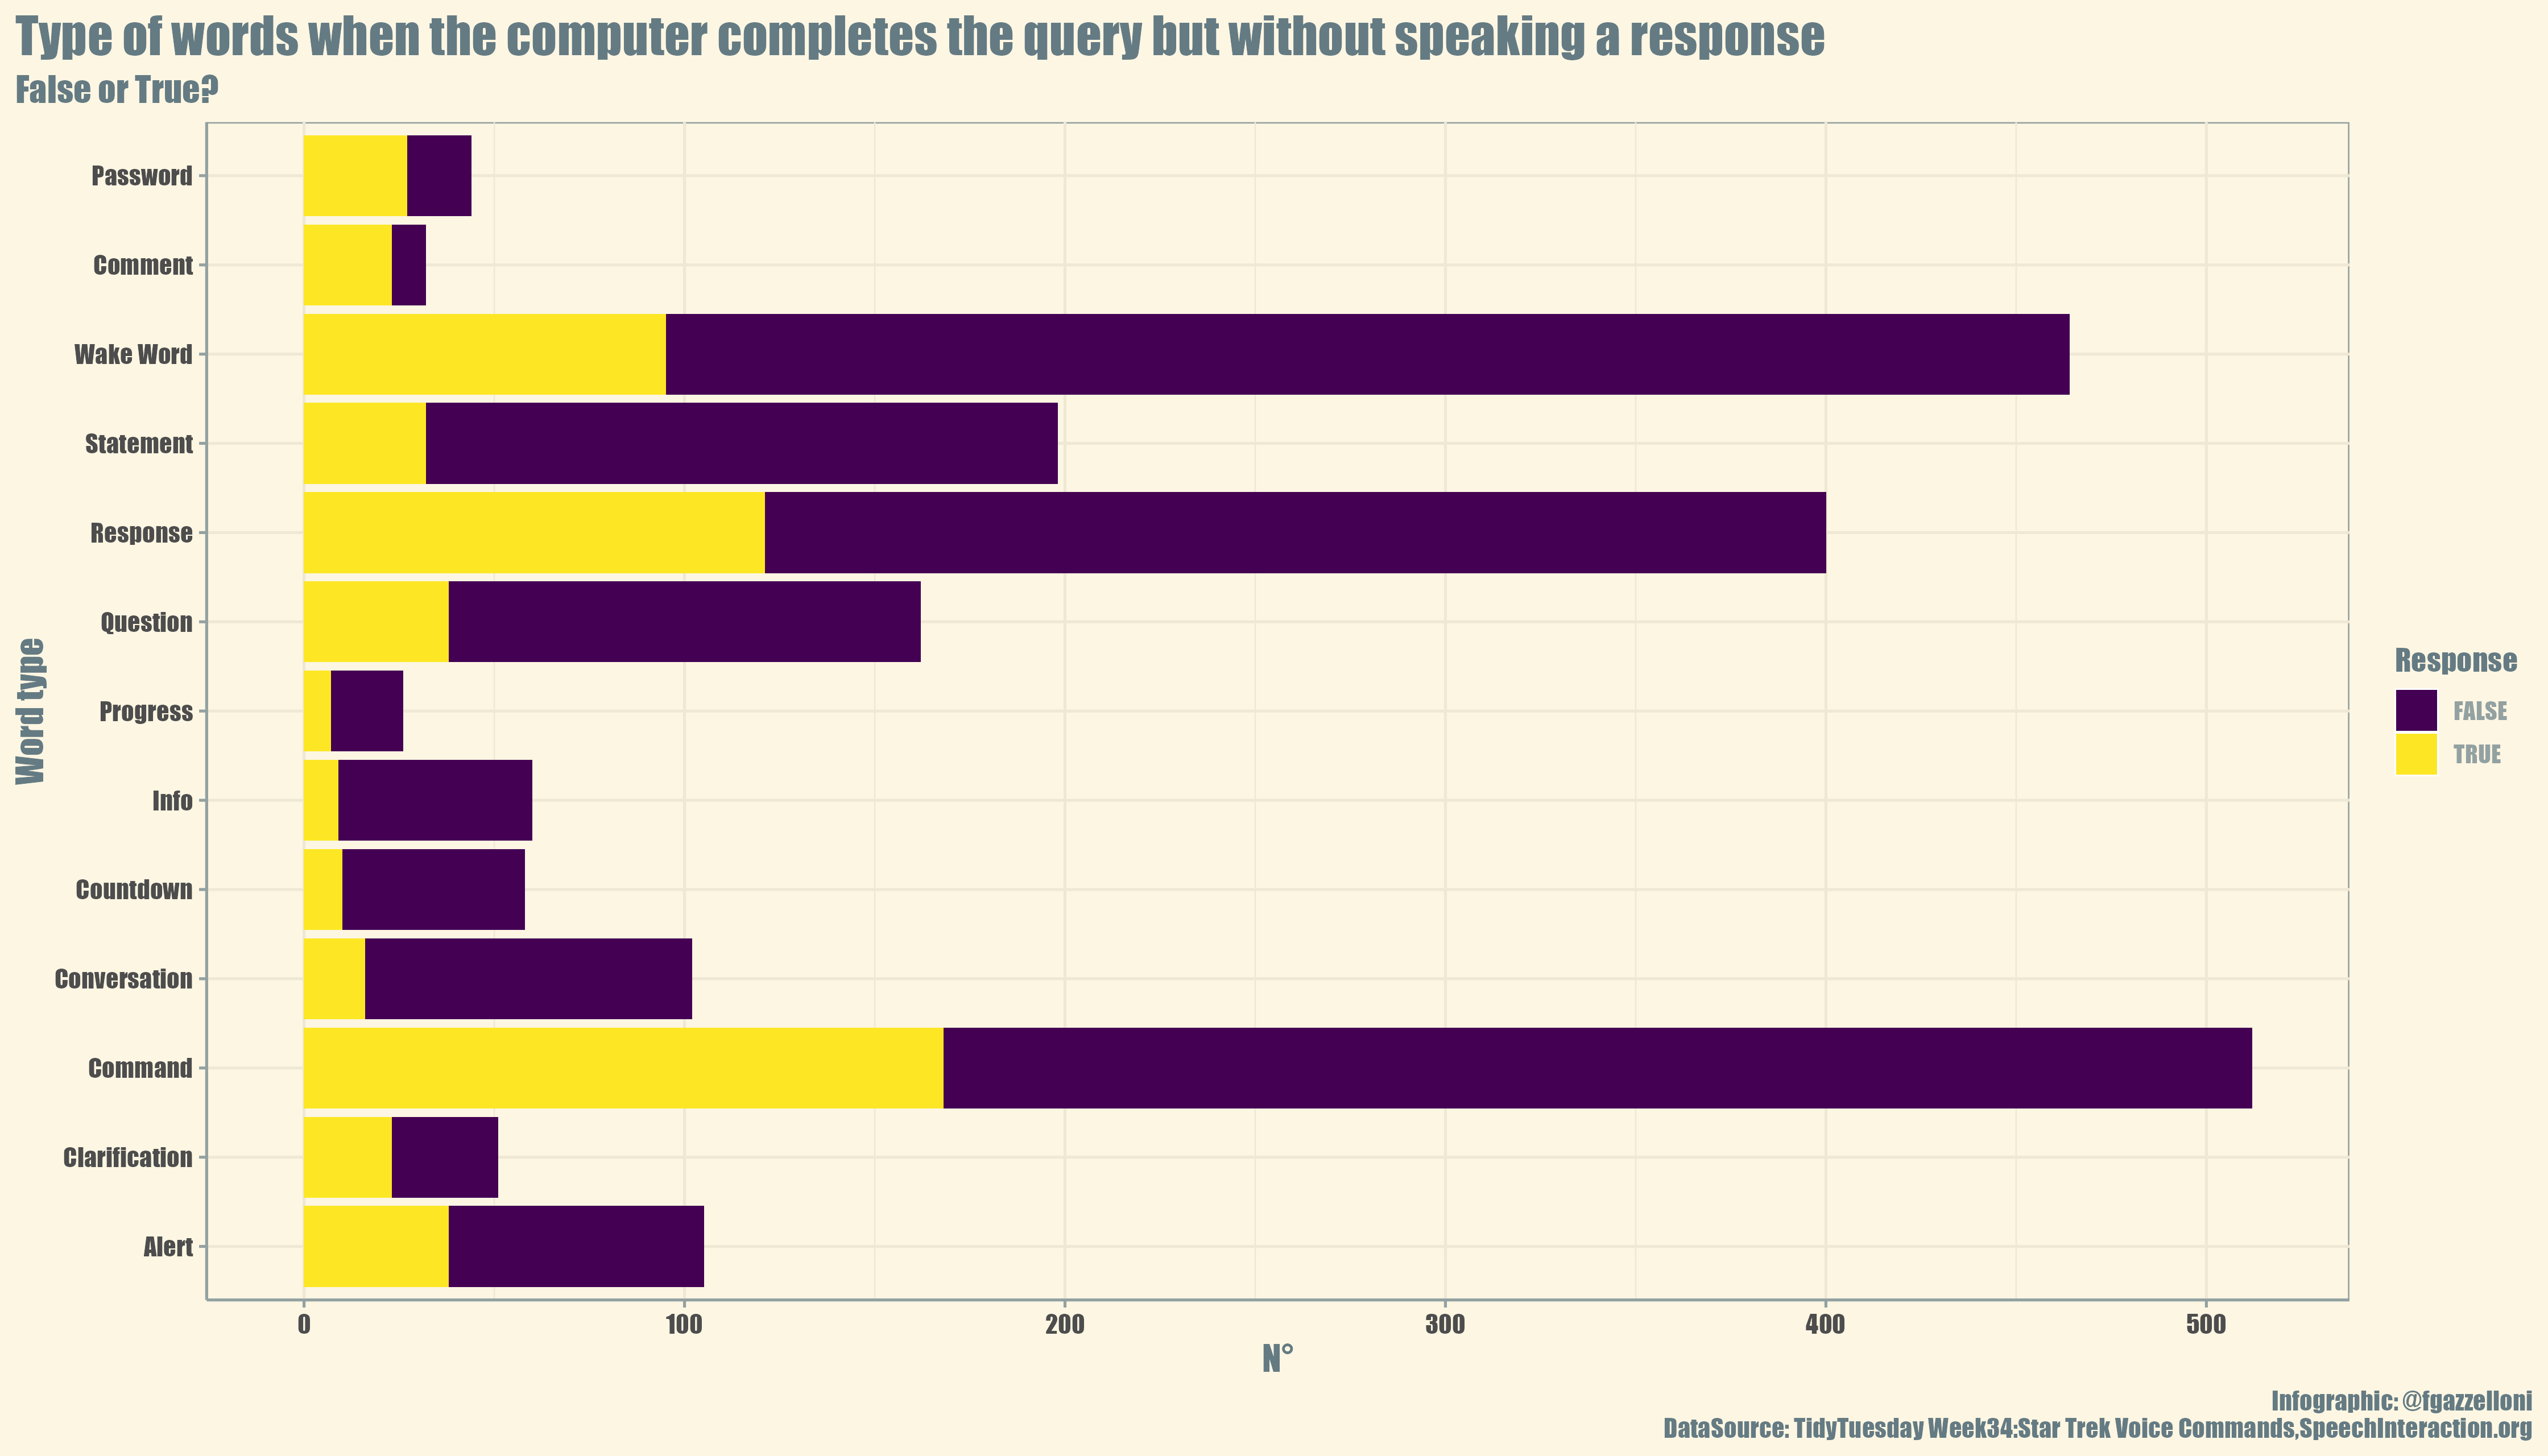 Type of words when the computer completes the query but without speaking a response
False or True?
Password
Comment
Wake Word
Statement
Response
Question
Progress
Info
Countdown
Conversation
Command
Clarification
Alert
Word type
0 100 200 300 400 500
N°
Response
FALSE
TRUE
Infographic: @fgazzelloni
DataSource: TidyTuesday Week34:Star Trek Voice Commands,SpeechInteraction.org